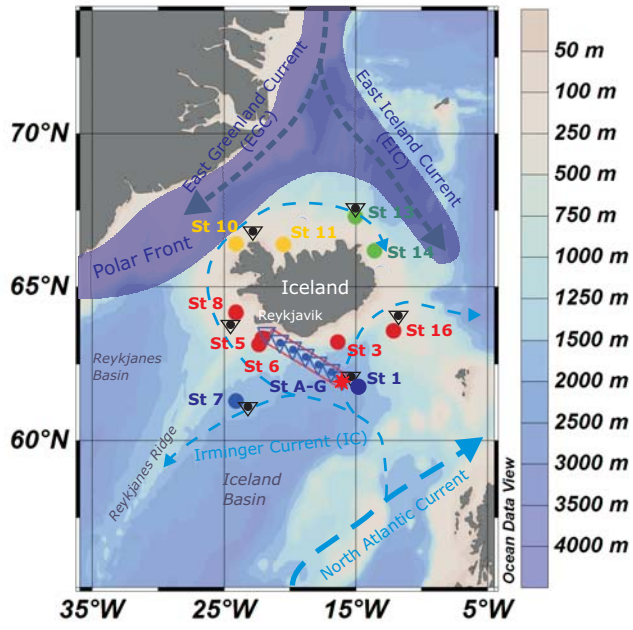 50 m
100 m
250 m
500 m
750 m
1000 m
1250 m
1500 m
2000 m
2500 m
3000 m
3500 m
4000 m
Ocean Data View
70°N
65°N
60°N
35°W
25°W
15°W
5°W
East Greenland Current
(EGC)
East Iceland Current
(EIC)
Polar Front
St 10
St 11
St 14
Iceland
Reykjavik
St 8
St 5
St 6
St 3
St 16
St A-G
St 1
St 7
Reykjanes
Basin
Reykjanes Ridge
Irminger Current (IC)
Iceland
Basin
North Atlantic Current